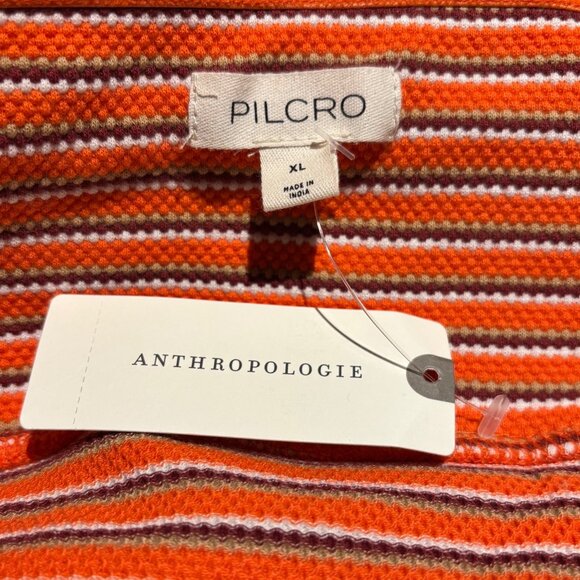 PILCRO
XL
MADE IN
INDIA
ANTHROPOLOGIE